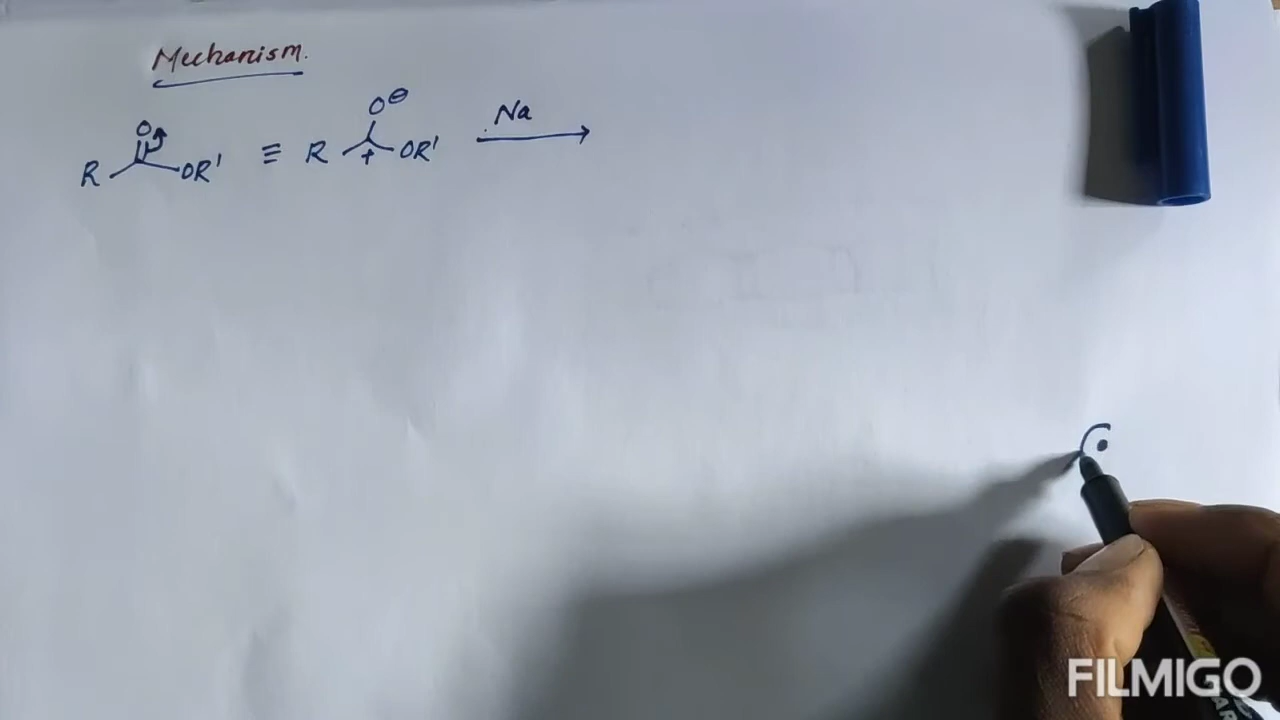 Mechanism.
R O OR' ≡ R O⊖ + OR' Na →
FILMIGO